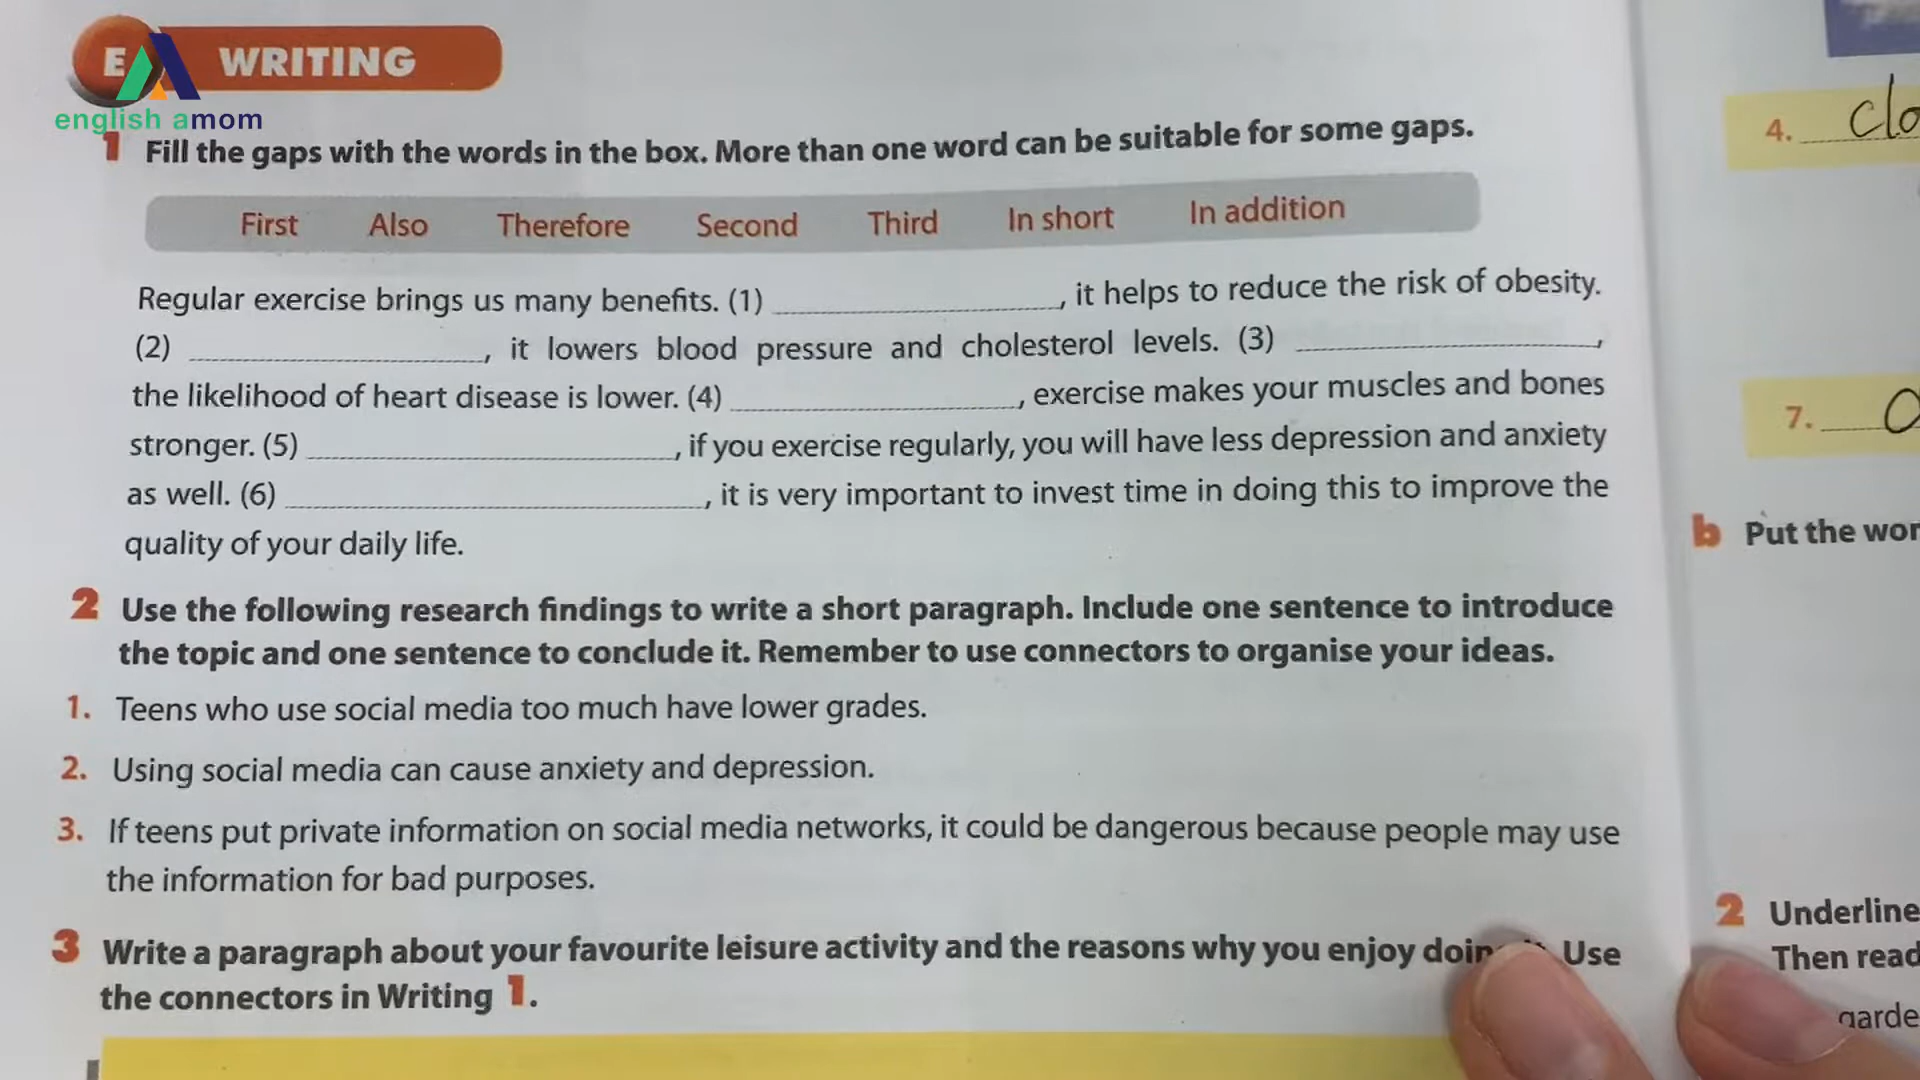 E WRITING
english amom
1 Fill the gaps with the words in the box. More than one word can be suitable for some gaps.
First Also Therefore Second Third In short In addition
Regular exercise brings us many benefits. (1) ____________, it helps to reduce the risk of obesity.
(2) ____________, it lowers blood pressure and cholesterol levels. (3) ____________,
the likelihood of heart disease is lower. (4) ____________, exercise makes your muscles and bones
stronger. (5) ____________, if you exercise regularly, you will have less depression and anxiety
as well. (6) ____________, it is very important to invest time in doing this to improve the
quality of your daily life.
2 Use the following research findings to write a short paragraph. Include one sentence to introduce
the topic and one sentence to conclude it. Remember to use connectors to organise your ideas.
1. Teens who use social media too much have lower grades.
2. Using social media can cause anxiety and depression.
3. If teens put private information on social media networks, it could be dangerous because people may use
the information for bad purposes.
3 Write a paragraph about your favourite leisure activity and the reasons why you enjoy Use
the connectors in Writing 1.
4.
7.
b Put the
2 Underline
Then read